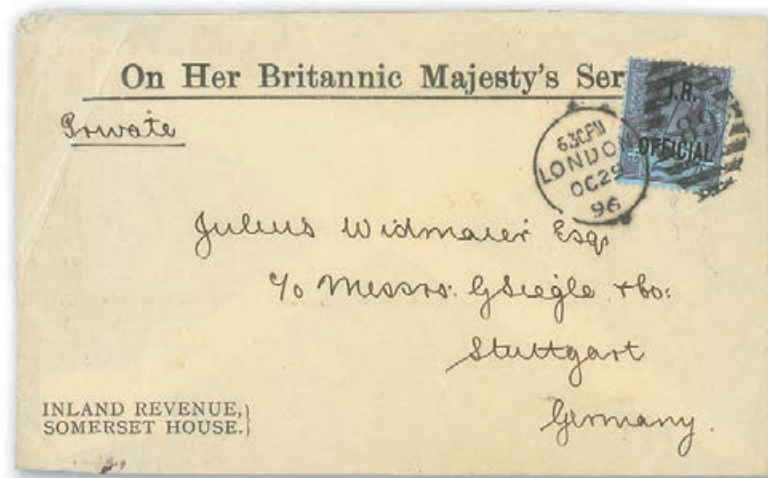 On Her Britannic Majesty's Ser
I.R.
OFFICIAL
Private
6.30PM
LONDON
OC29
96
Julius Widmaier Esq
c/o Messrs. G Siegle & Co:
Stuttgart
Germany.
INLAND REVENUE,
SOMERSET HOUSE.